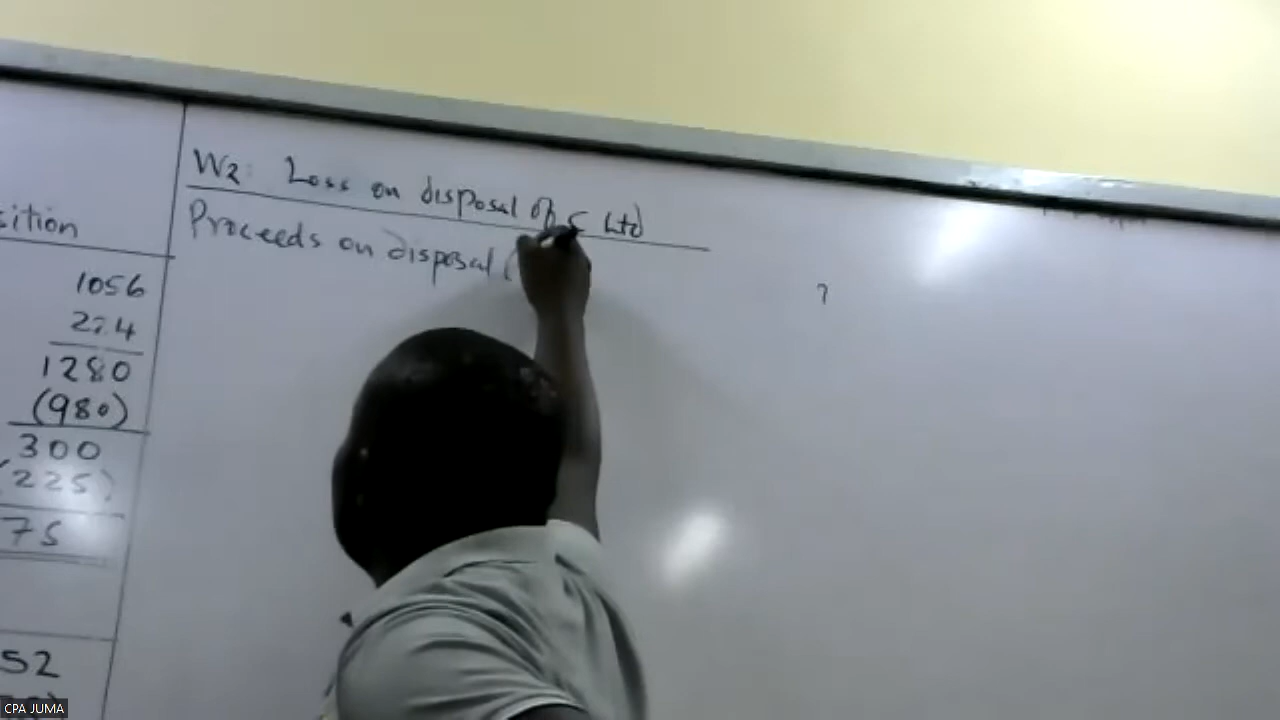 sition
1056
224
1280
(980)
300
(225)
75
52
W2: Loss on disposal of S Ltd
Proceeds on disposal (
?
CPA JUMA